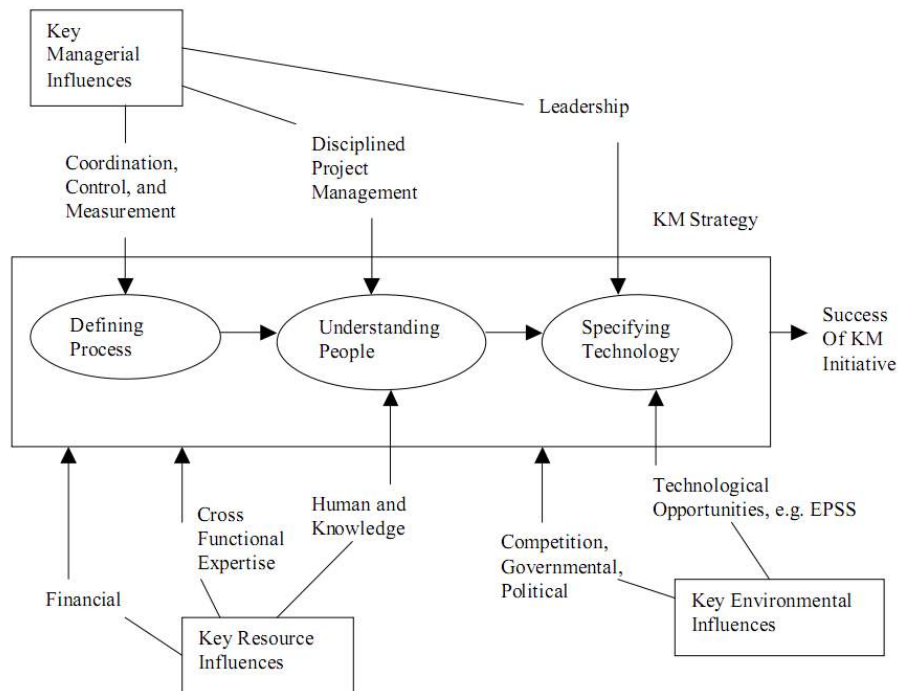 Key
Managerial
Influences
Leadership
Coordination,
Control, and
Measurement
Disciplined
Project
Management
KM Strategy
Defining
Process
Understanding
People
Specifying
Technology
Success
Of KM
Initiative
Financial
Cross
Functional
Expertise
Human and
Knowledge
Competition,
Governmental,
Political
Technological
Opportunities, e.g. EPSS
Key Resource
Influences
Key Environmental
Influences